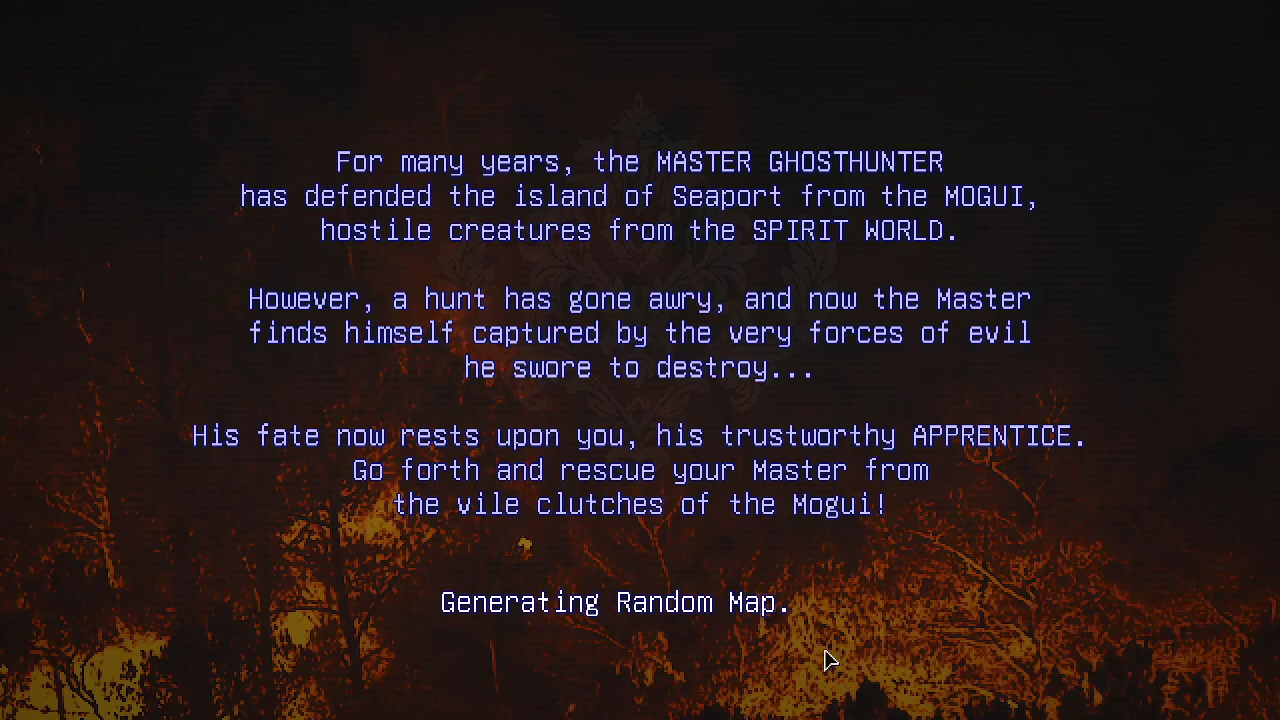 For many years, the MASTER GHOSTHUNTER
has defended the island of Seaport from the MOGUI,
hostile creatures from the SPIRIT WORLD.
However, a hunt has gone awry, and now the Master
finds himself captured by the very forces of evil
he swore to destroy...
His fate now rests upon you, his trustworthy APPRENTICE.
Go forth and rescue your Master from
the vile clutches of the Mogui!
Generating Random Map.